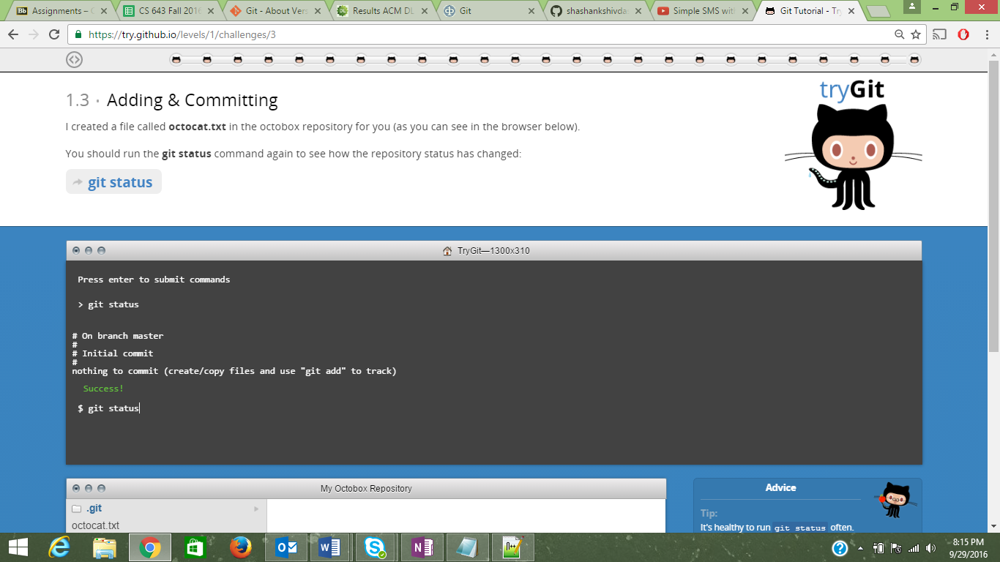 Assignments – C
CS 643 Fall 2016
Git - About Vers
Results ACM DL
Git
shashankshivdas
Simple SMS with
Git Tutorial - Try
https://try.github.io/levels/1/challenges/3
1.3 · Adding & Committing
tryGit
I created a file called octocat.txt in the octobox repository for you (as you can see in the browser below).
You should run the git status command again to see how the repository status has changed:
git status
TryGit—1300x310
Press enter to submit commands
> git status
# On branch master
#
# Initial commit
#
nothing to commit (create/copy files and use "git add" to track)
Success!
$ git status
My Octobox Repository
.git
octocat.txt
Advice
Tip:
It's healthy to run git status often.
8:15 PM
9/29/2016